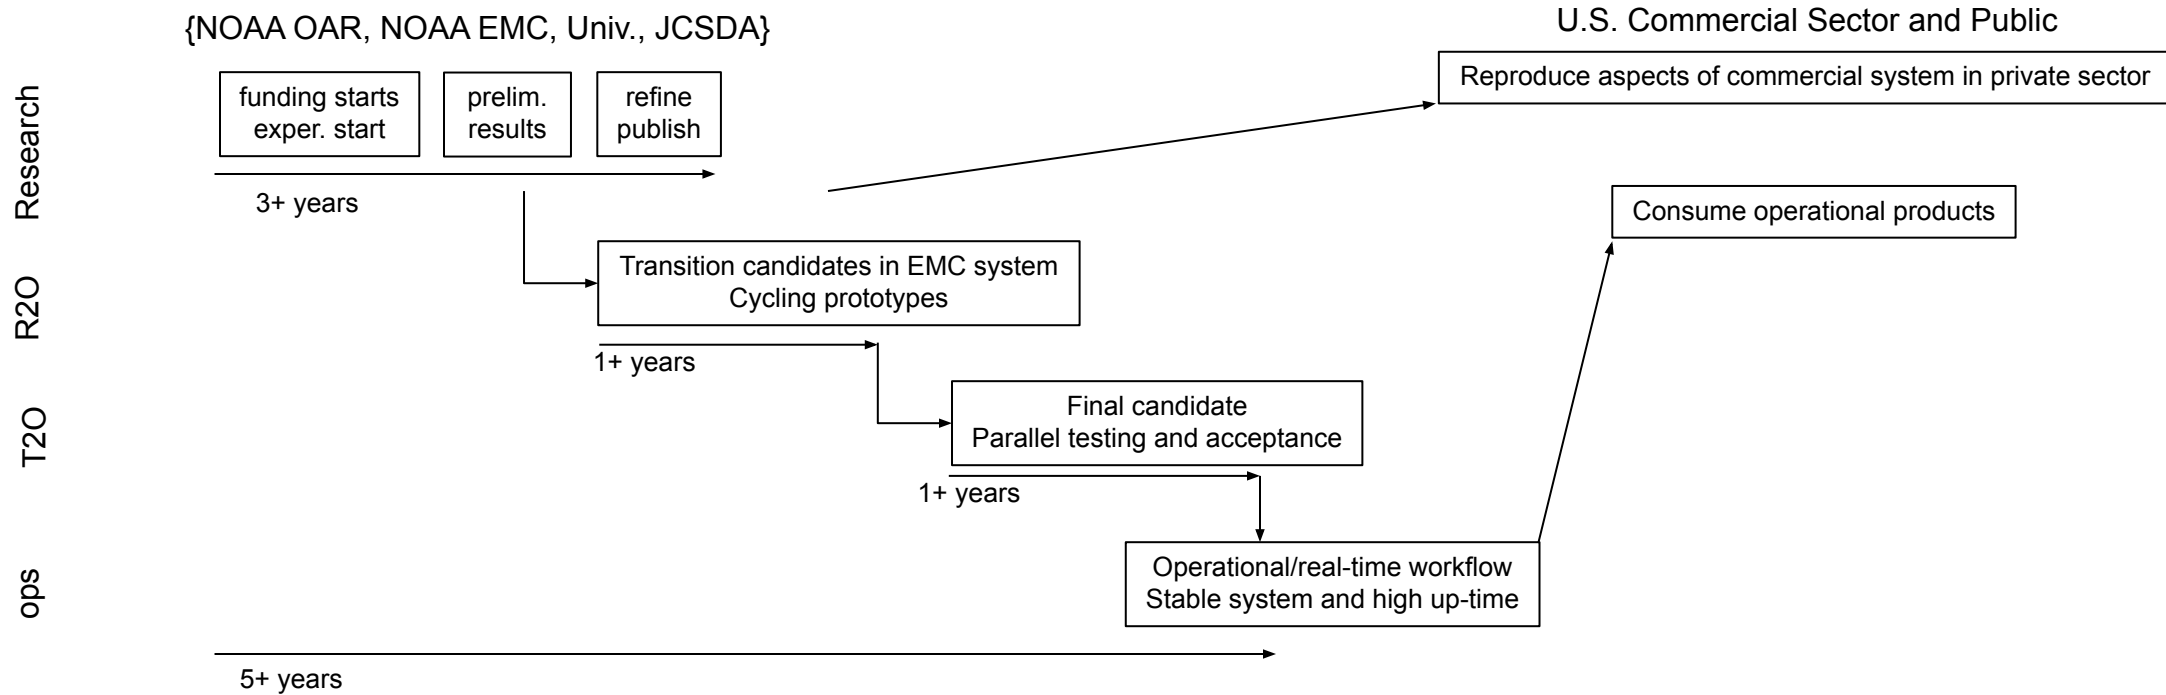 {NOAA OAR, NOAA EMC, Univ., JCSDA}
U.S. Commercial Sector and Public
Research
funding starts
exper. start
prelim.
results
refine
publish
3+ years
Reproduce aspects of commercial system in private sector
Consume operational products
R2O
Transition candidates in EMC system
Cycling prototypes
1+ years
T2O
Final candidate
Parallel testing and acceptance
1+ years
ops
Operational/real-time workflow
Stable system and high up-time
5+ years